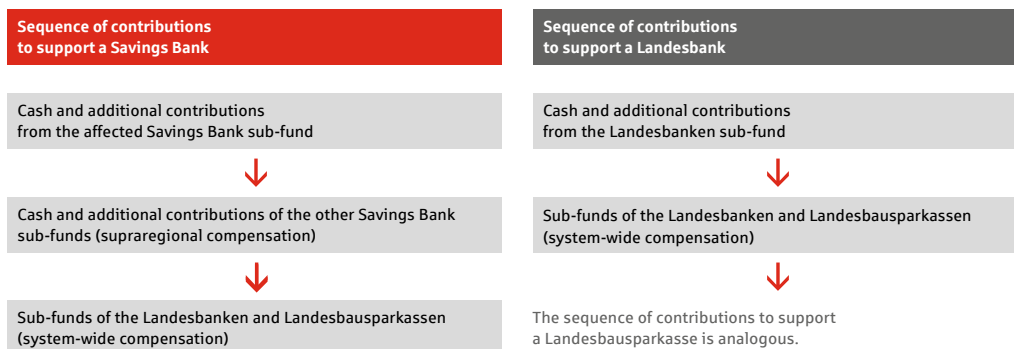 Sequence of contributions
to support a Savings Bank
Cash and additional contributions
from the affected Savings Bank sub-fund
Cash and additional contributions of the other Savings Bank
sub-funds (supraregional compensation)
Sub-funds of the Landesbanken and Landesbausparkassen
(system-wide compensation)
Sequence of contributions
to support a Landesbank
Cash and additional contributions
from the Landesbanken sub-fund
Sub-funds of the Landesbanken and Landesbausparkassen
(system-wide compensation)
The sequence of contributions to support
a Landesbausparkasse is analogous.